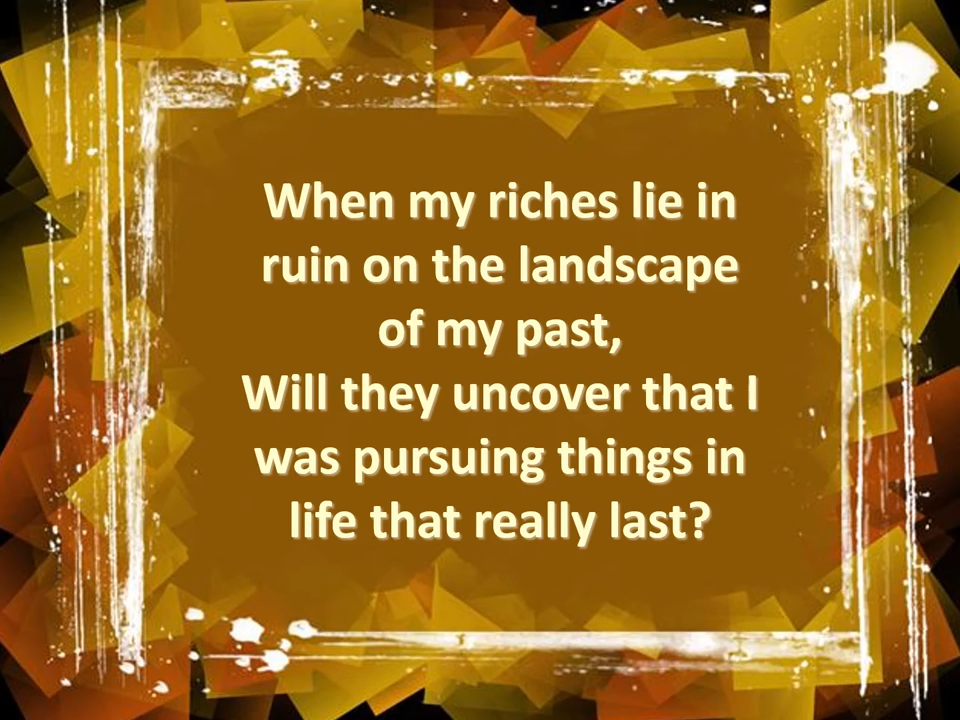 When my riches lie in
ruin on the landscape
of my past,
Will they uncover that I
was pursuing things in
life that really last?